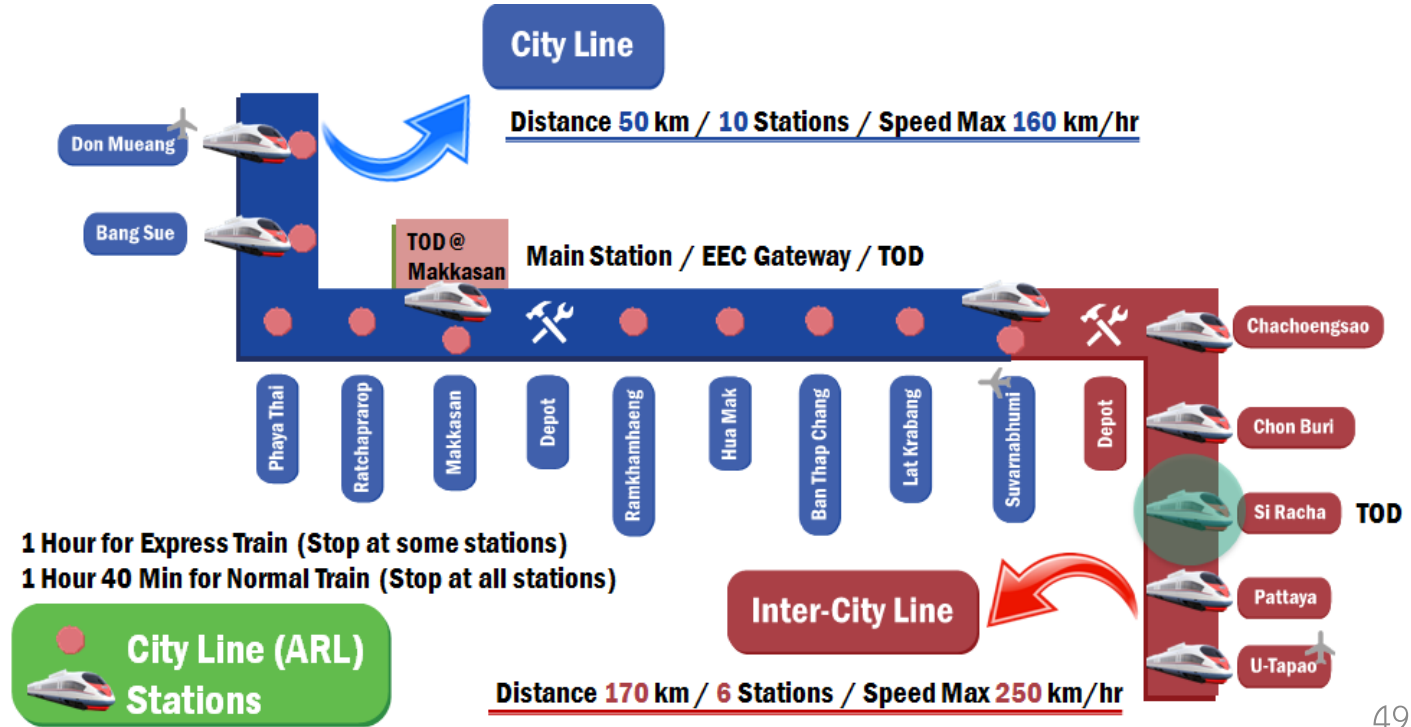 City Line
Distance 50 km / 10 Stations / Speed Max 160 km/hr
Don Mueang
Bang Sue
TOD @
Makkasan
Main Station / EEC Gateway / TOD
Phaya Thai
Ratchaprarop
Makkasan
Depot
Ramkhamhaeng
Hua Mak
Ban Thap Chang
Lat Krabang
Suvarnabhumi
Depot
Chachoengsao
Chon Buri
Si Racha
TOD
Pattaya
U-Tapao
1 Hour for Express Train (Stop at some stations)
1 Hour 40 Min for Normal Train (Stop at all stations)
City Line (ARL)
Stations
Inter-City Line
Distance 170 km / 6 Stations / Speed Max 250 km/hr
49